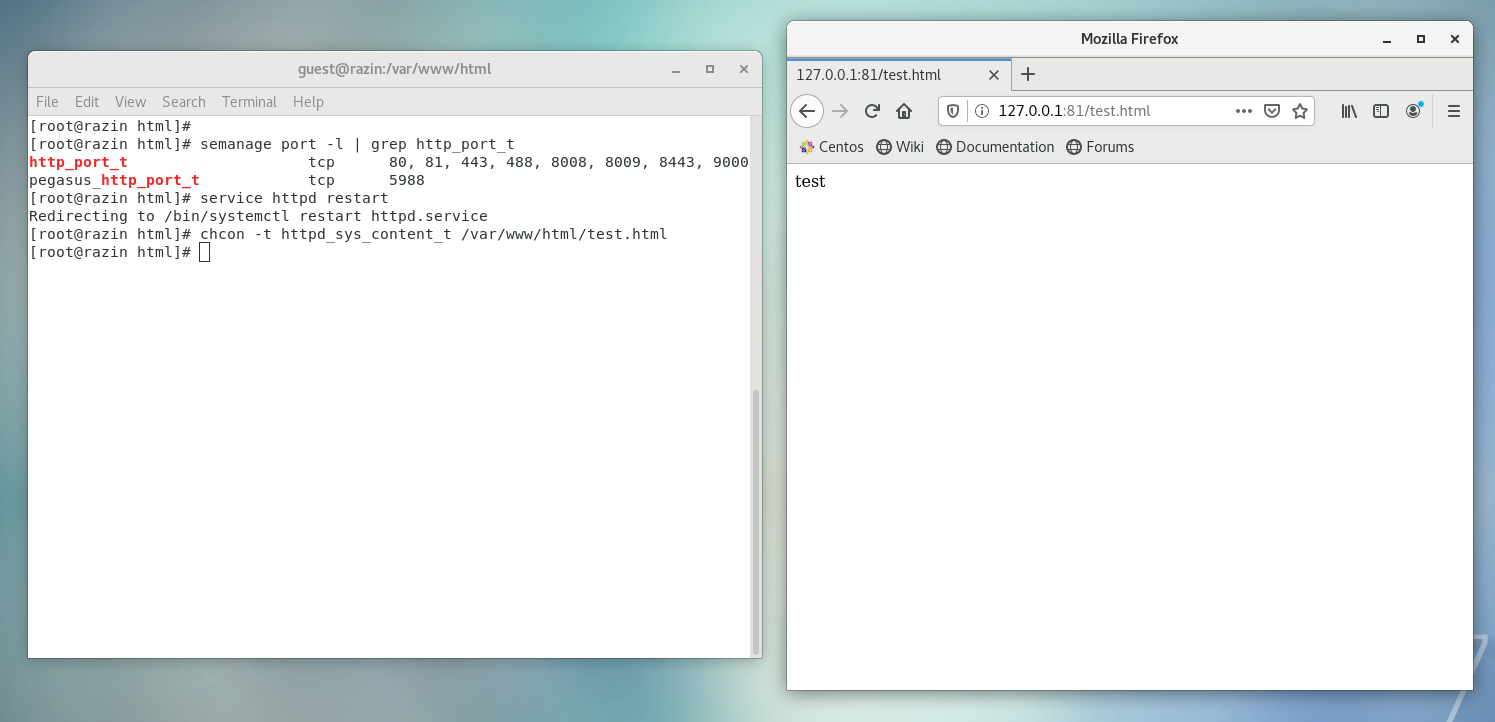 guest@razin:/var/www/html
File Edit View Search Terminal Help
[root@razin html]#
[root@razin html]# semanage port -l | grep http_port_t
http_port_t                    tcp      80, 81, 443, 488, 8008, 8009, 8443, 9000
pegasus_http_port_t            tcp      5988
[root@razin html]# service httpd restart
Redirecting to /bin/systemctl restart httpd.service
[root@razin html]# chcon -t httpd_sys_content_t /var/www/html/test.html
[root@razin html]#
Mozilla Firefox
127.0.0.1:81/test.html
127.0.0.1:81/test.html
Centos Wiki Documentation Forums
test
7